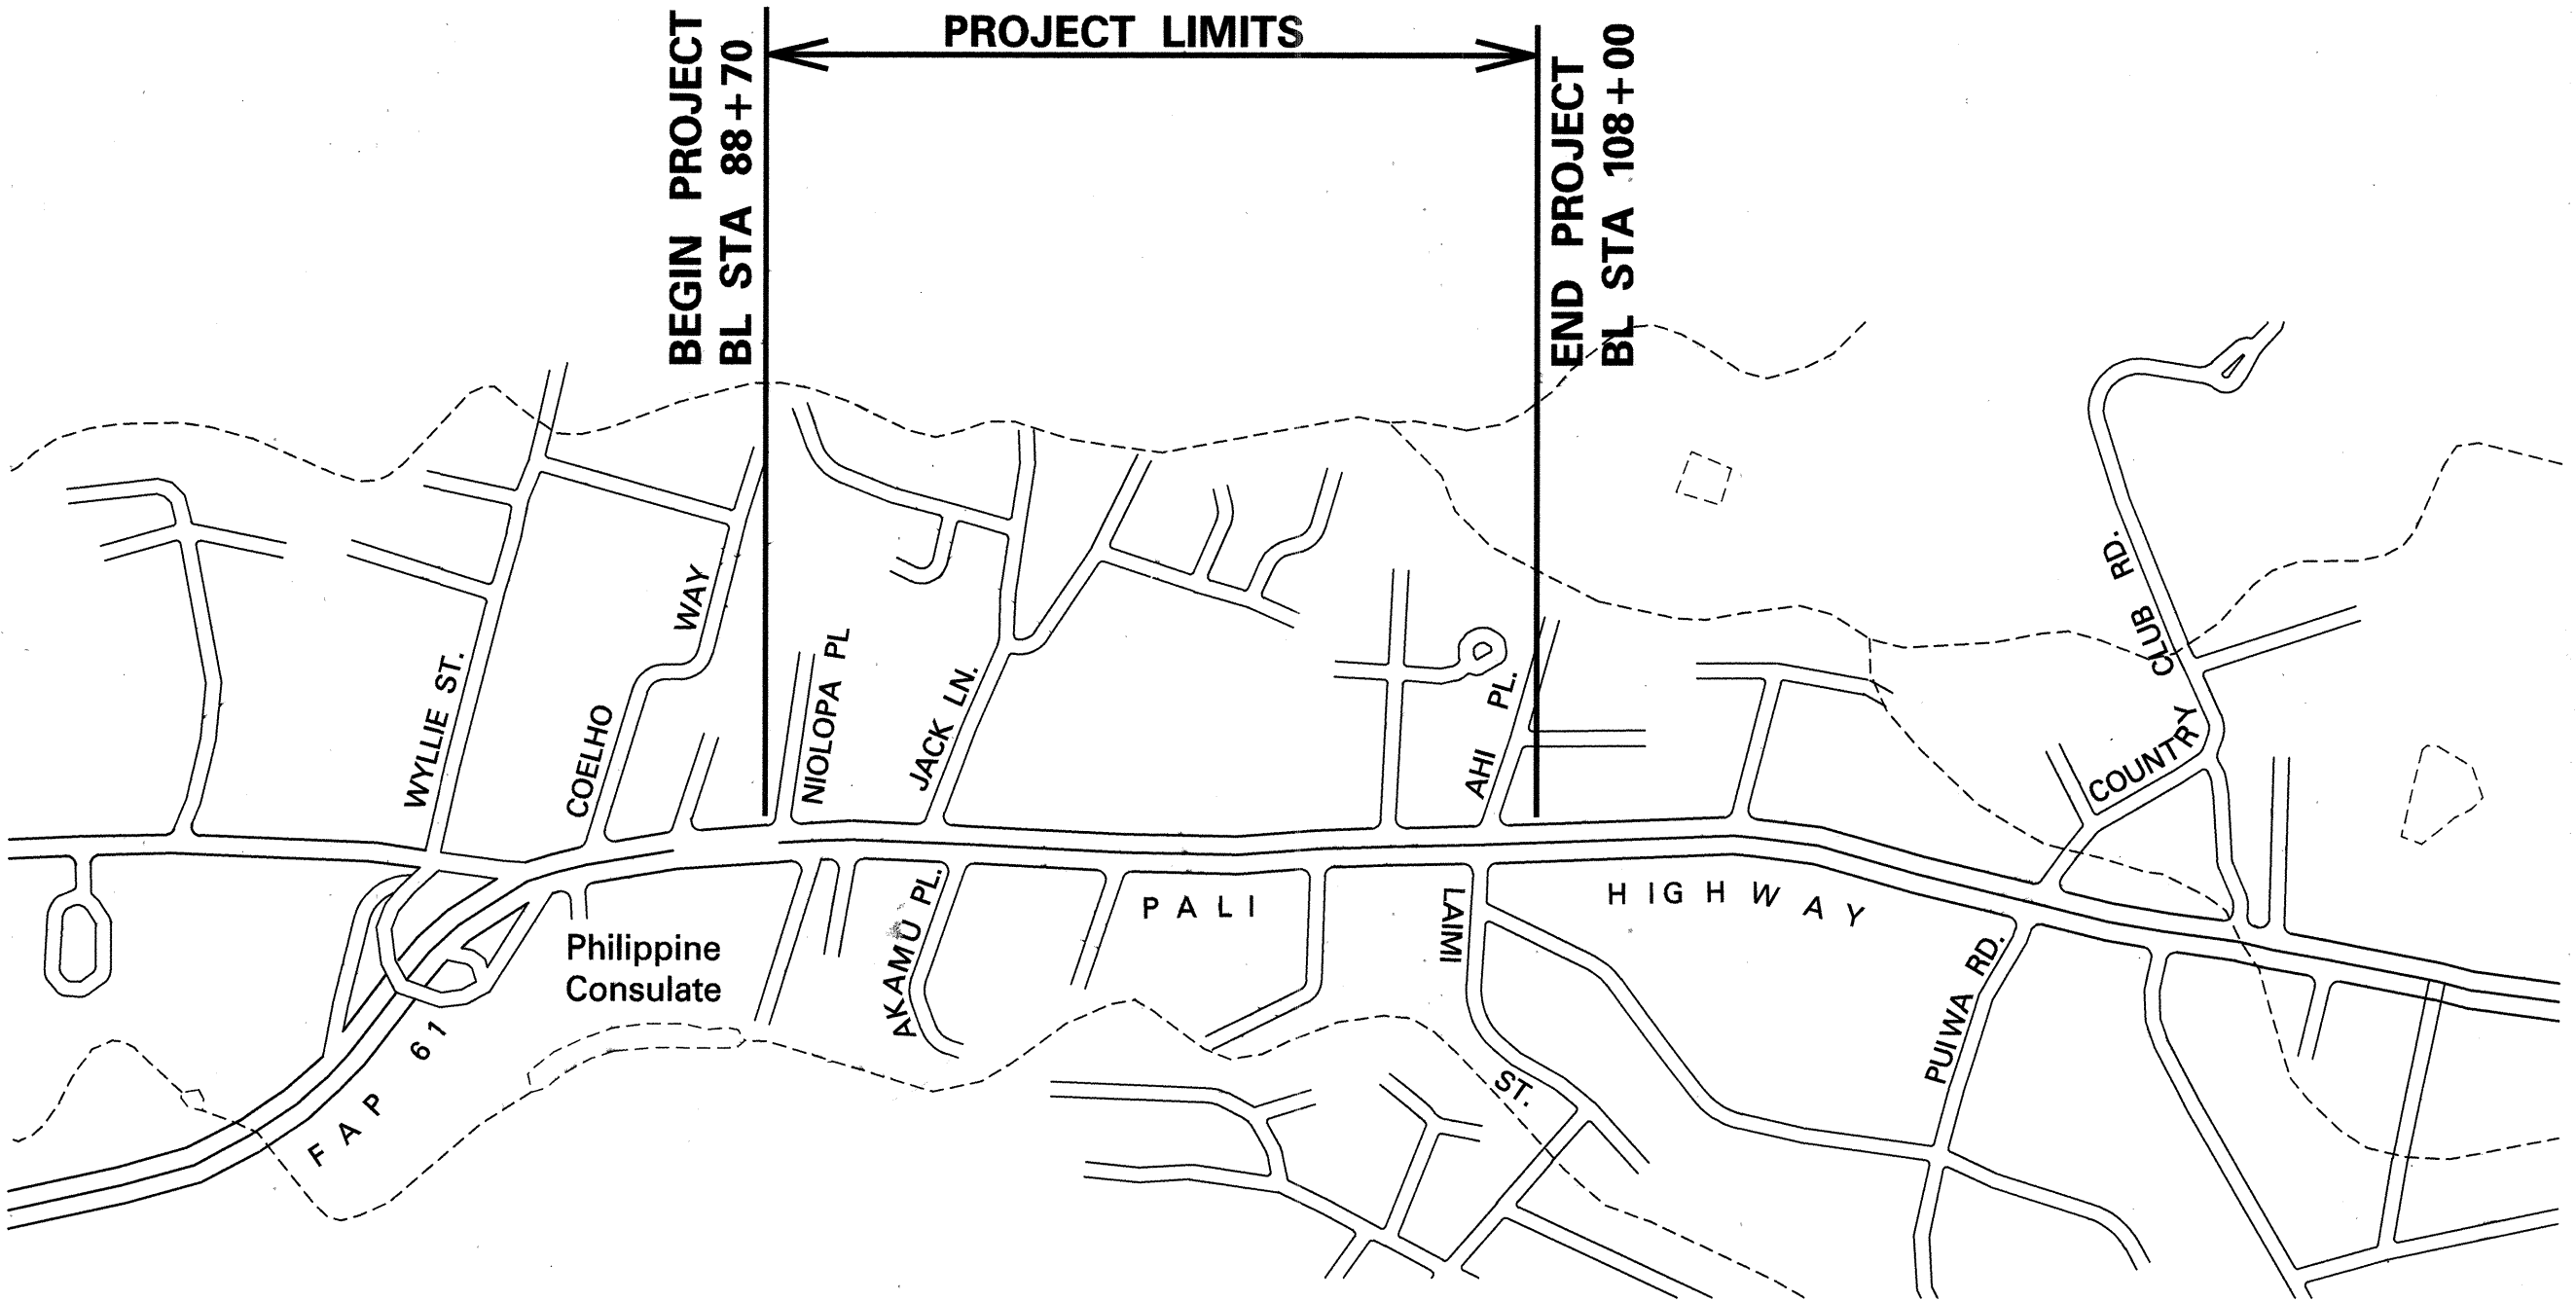 PROJECT LIMITS
BEGIN PROJECT
BL STA 88+70
END PROJECT
BL STA 108+00
WYLLIE ST.
COELHO WAY
NIOLOPA PL
JACK LN.
AHI PL.
COUNTRY CLUB RD.
PALI HIGHWAY
Philippine
Consulate
AKAMU PL.
LAIMI ST.
PUIWA RD.
FAP 61